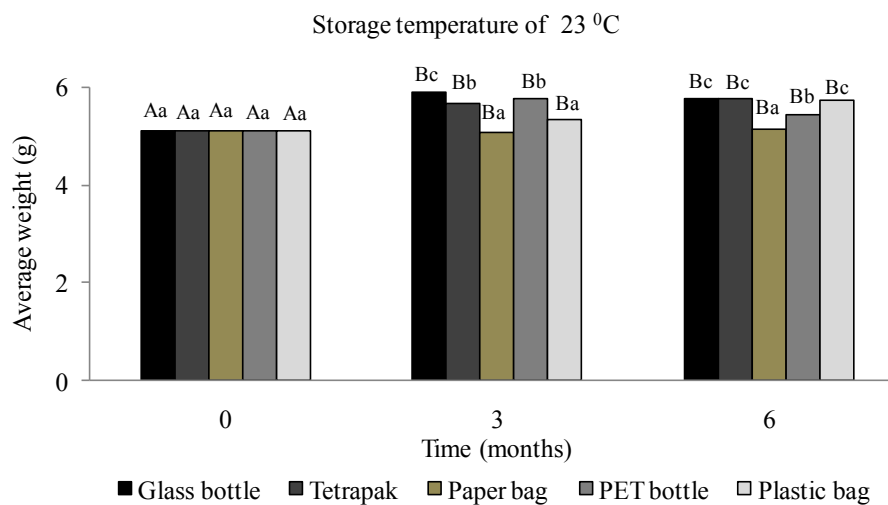 Storage temperature of 23 ⁰C
Average weight (g)
6
4
2
0
Aa Aa Aa Aa Aa
Bc Bb Ba Bb Ba
Bc Bc Ba Bb Bc
0 3 6
Time (months)
Glass bottle Tetrapak Paper bag PET bottle Plastic bag